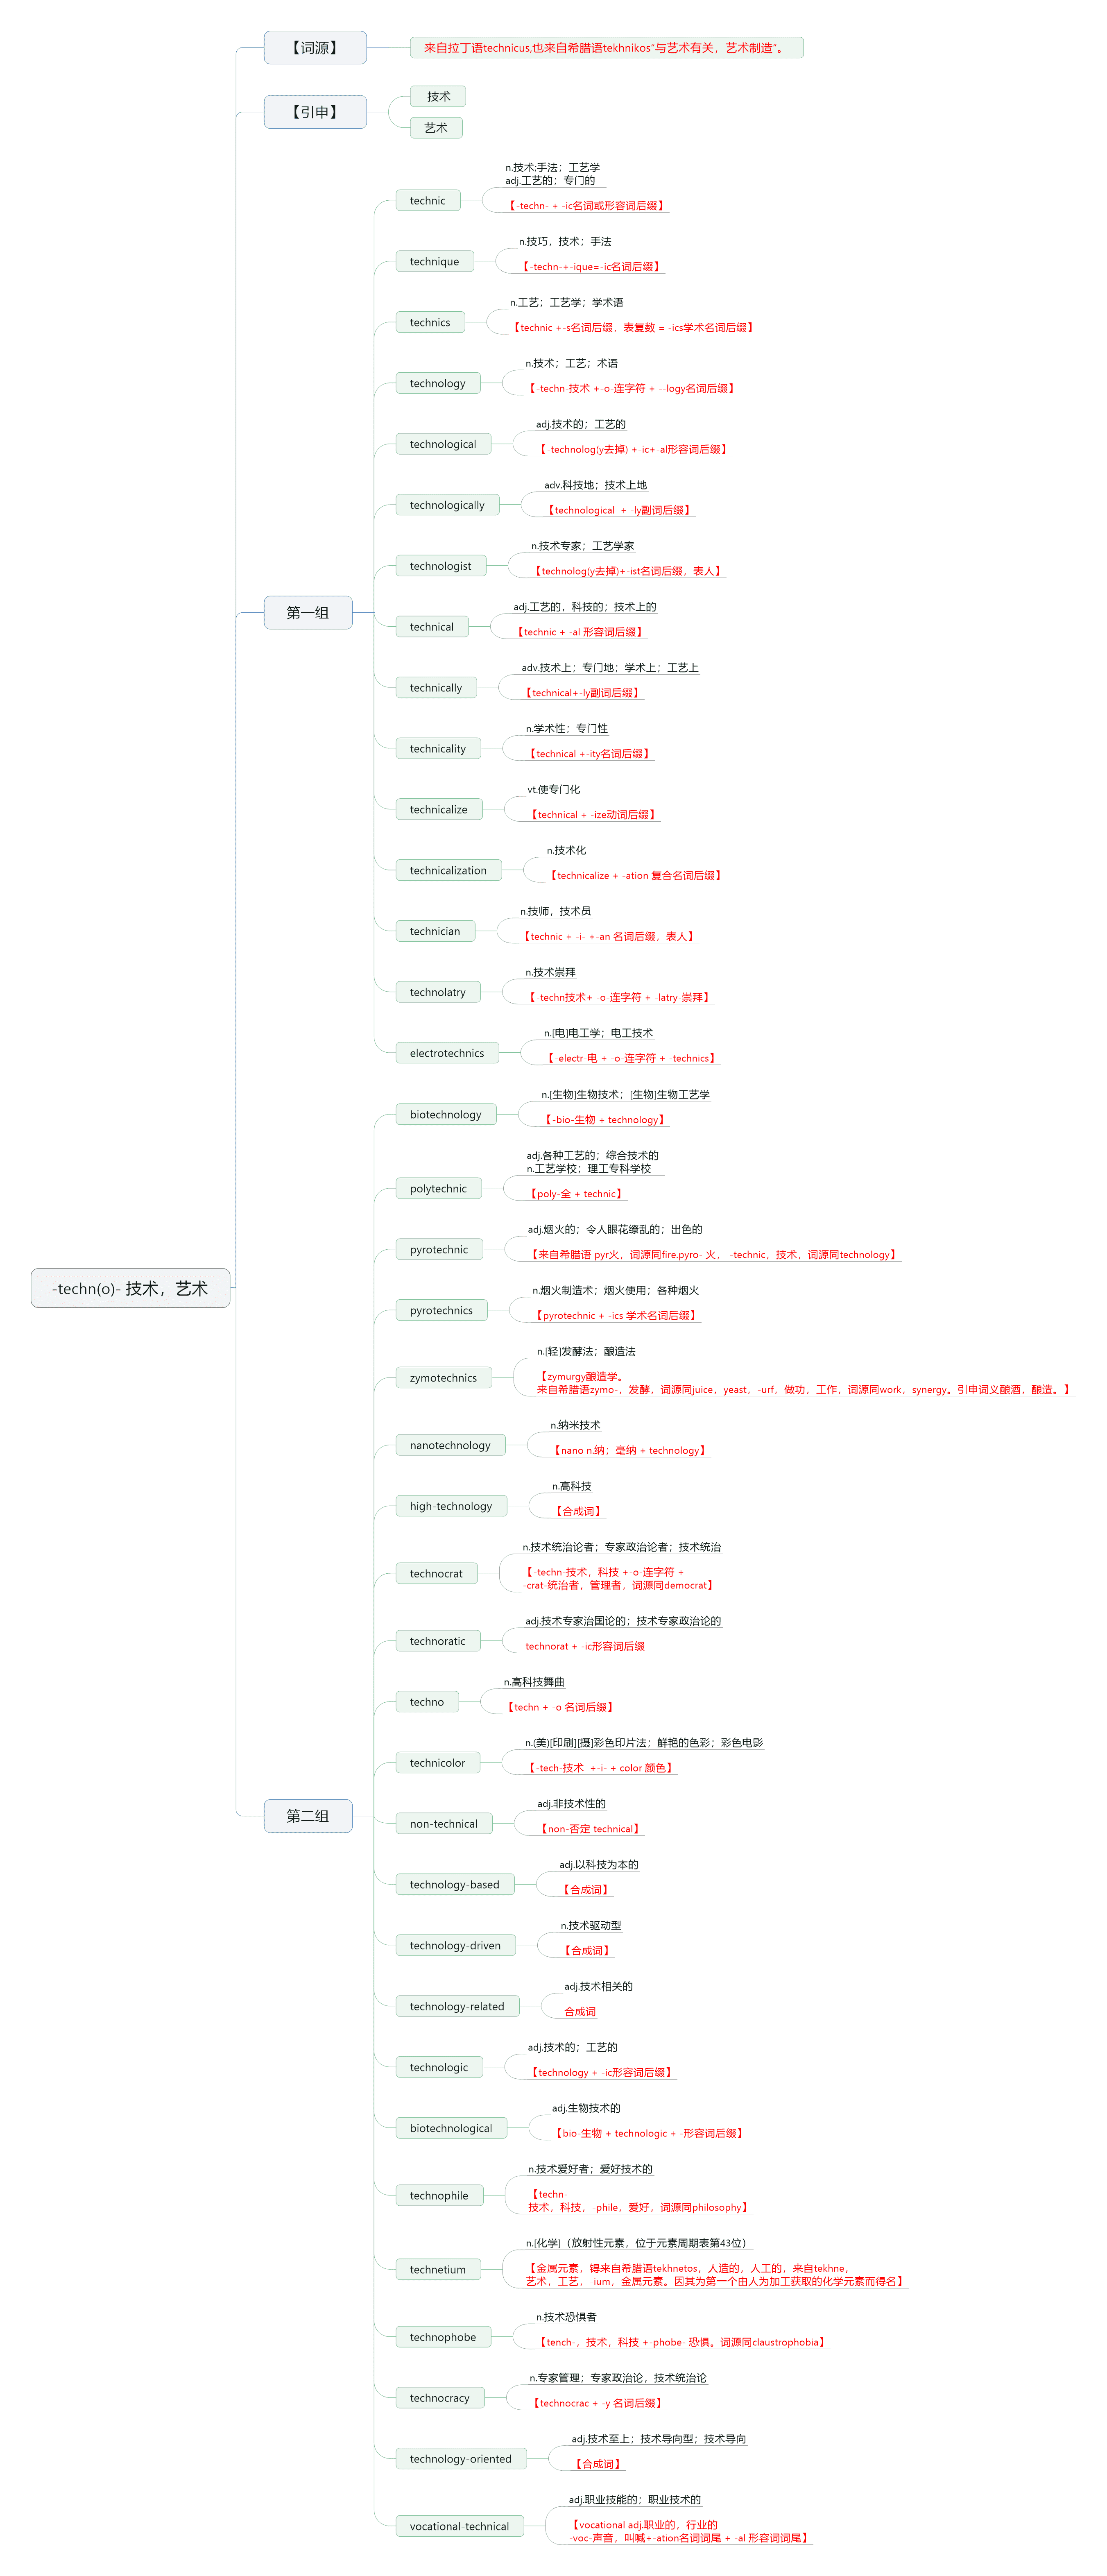 【词源】
来自拉丁语technicus,也来自希腊语tekhnikos"与艺术有关，艺术制造"。
【引申】
技术
艺术
-techn(o)- 技术，艺术
第一组
technic
n.技术;手法；工艺学
adj.工艺的；专门的
【-techn- + -ic名词或形容词后缀】
technique
n.技巧，技术；手法
【-techn-+-ique=-ic名词后缀】
technics
n.工艺；工艺学；学术语
【technic +-s名词后缀，表复数 = -ics学术名词后缀】
technology
n.技术；工艺；术语
【-techn-技术 +-o-连字符 + --logy名词后缀】
technological
adj.技术的；工艺的
【-technolog(y去掉) +-ic+-al形容词后缀】
technologically
adv.科技地；技术上地
【technological  + -ly副词后缀】
technologist
n.技术专家；工艺学家
【technolog(y去掉)+-ist名词后缀，表人】
technical
adj.工艺的，科技的；技术上的
【technic + -al 形容词后缀】
technically
adv.技术上；专门地；学术上；工艺上
【technical+-ly副词后缀】
technicality
n.学术性；专门性
【technical +-ity名词后缀】
technicalize
vt.使专门化
【technical + -ize动词后缀】
technicalization
n.技术化
【technicalize + -ation 复合名词后缀】
technician
n.技师，技术员
【technic + -i- +-an 名词后缀，表人】
technolatry
n.技术崇拜
【-techn技术+ -o-连字符 + -latry-崇拜】
electrotechnics
n.[电]电工学；电工技术
【-electr-电 + -o-连字符 + -technics】
第二组
biotechnology
n.[生物]生物技术；[生物]生物工艺学
【-bio-生物 + technology】
polytechnic
adj.各种工艺的；综合技术的
n.工艺学校；理工专科学校
【poly-全 + technic】
pyrotechnic
adj.烟火的；令人眼花缭乱的；出色的
【来自希腊语 pyr火，词源同fire.pyro- 火， -technic，技术，词源同technology】
pyrotechnics
n.烟火制造术；烟火使用；各种烟火
【pyrotechnic + -ics 学术名词后缀】
zymotechnics
n.[轻]发酵法；酿造法
【zymurgy酿造学。
来自希腊语zymo-，发酵，词源同juice，yeast，-urf，做功，工作，词源同work，synergy。引申词义酿酒，酿造。】
nanotechnology
n.纳米技术
【nano n.纳；毫纳 + technology】
high-technology
n.高科技
【合成词】
technocrat
n.技术统治论者；专家政治论者；技术统治
【-techn-技术，科技 +-o-连字符 +
-crat-统治者，管理者，词源同democrat】
technoratic
adj.技术专家治国论的；技术专家政治论的
technorat + -ic形容词后缀
techno
n.高科技舞曲
【techn + -o 名词后缀】
technicolor
n.(美)[印刷][摄]彩色印片法；鲜艳的色彩；彩色电影
【-tech-技术  +-i- + color 颜色】
non-technical
adj.非技术性的
【non-否定 technical】
technology-based
adj.以科技为本的
【合成词】
technology-driven
n.技术驱动型
【合成词】
technology-related
adj.技术相关的
合成词
technologic
adj.技术的；工艺的
【technology + -ic形容词后缀】
biotechnological
adj.生物技术的
【bio-生物 + technologic + -形容词后缀】
technophile
n.技术爱好者；爱好技术的
【techn-
技术，科技，-phile，爱好，词源同philosophy】
technetium
n.[化学]（放射性元素，位于元素周期表第43位）
【金属元素，锝来自希腊语tekhnetos，人造的，人工的，来自tekhne，
艺术，工艺，-ium，金属元素。因其为第一个由人为加工获取的化学元素而得名】
technophobe
n.技术恐惧者
【tench-，技术，科技 +-phobe- 恐惧。词源同claustrophobia】
technocracy
n.专家管理；专家政治论，技术统治论
【technocrac + -y 名词后缀】
technology-oriented
adj.技术至上；技术导向型；技术导向
【合成词】
vocational-technical
adj.职业技能的；职业技术的
【vocational adj.职业的，行业的
-voc-声音，叫喊+-ation名词词尾 + -al 形容词词尾】